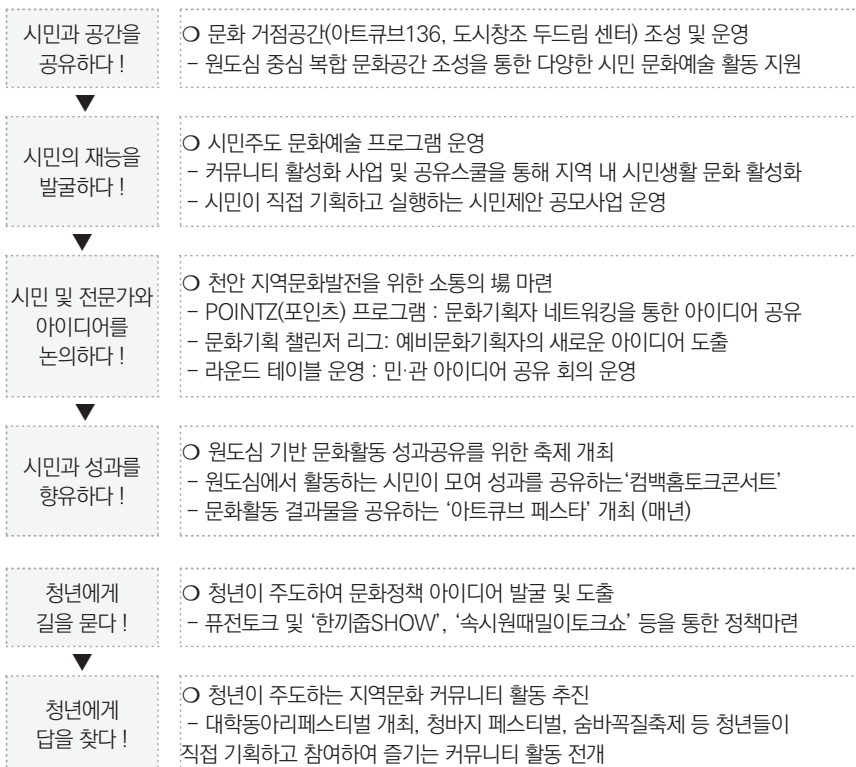 시민과 공간을
공유하다 !
❍ 문화 거점공간(아트큐브136, 도시창조 두드림 센터) 조성 및 운영
- 원도심 중심 복합 문화공간 조성을 통한 다양한 시민 문화예술 활동 지원
▼
시민의 재능을
발굴하다 !
❍ 시민주도 문화예술 프로그램 운영
- 커뮤니티 활성화 사업 및 공유스쿨을 통해 지역 내 시민생활 문화 활성화
- 시민이 직접 기획하고 실행하는 시민제안 공모사업 운영
▼
시민 및 전문가와
아이디어를
논의하다 !
❍ 천안 지역문화발전을 위한 소통의 場 마련
- POINTZ(포인츠) 프로그램 : 문화기획자 네트워킹을 통한 아이디어 공유
- 문화기획 챌린저 리그: 예비문화기획자의 새로운 아이디어 도출
- 라운드 테이블 운영 : 민·관 아이디어 공유 회의 운영
▼
시민과 성과를
향유하다 !
❍ 원도심 기반 문화활동 성과공유를 위한 축제 개최
- 원도심에서 활동하는 시민이 모여 성과를 공유하는‘컴백홈토크콘서트’
- 문화활동 결과물을 공유하는 ‘아트큐브 페스타’ 개최 (매년)
청년에게
길을 묻다 !
❍ 청년이 주도하여 문화정책 아이디어 발굴 및 도출
- 퓨전토크 및 ‘한끼줍SHOW’, ‘속시원때밀이토크쇼’ 등을 통한 정책마련
▼
청년에게
답을 찾다 !
❍ 청년이 주도하는 지역문화 커뮤니티 활동 추진
- 대학동아리페스티벌 개최, 청바지 페스티벌, 숨바꼭질축제 등 청년들이
직접 기획하고 참여하여 즐기는 커뮤니티 활동 전개